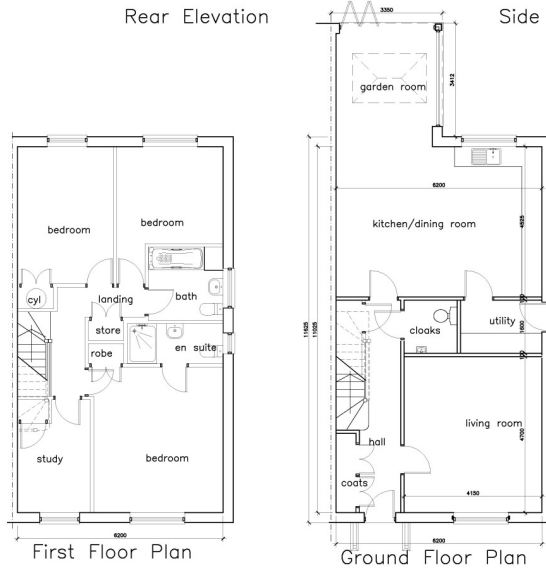 Rear Elevation
Side
3350
garden room
3412
6200
bedroom
bedroom
kitchen/dining room
4525
cyl
landing
bath
store
robe
en suite
11625
11025
100
cloaks
utility
1600
100
living room
4700
hall
study
bedroom
coats
4150
6200
6200
First Floor Plan
Ground Floor Plan